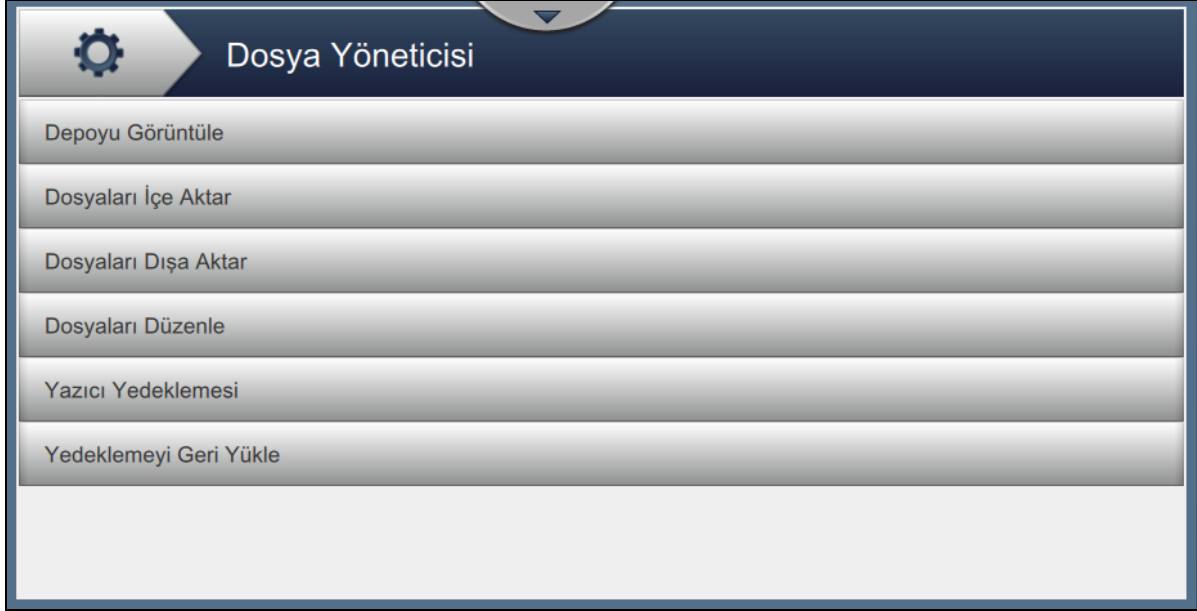 Dosya Yöneticisi
Depoyu Görüntüle
Dosyaları İçe Aktar
Dosyaları Dışa Aktar
Dosyaları Düzenle
Yazıcı Yedeklemesi
Yedeklemeyi Geri Yükle